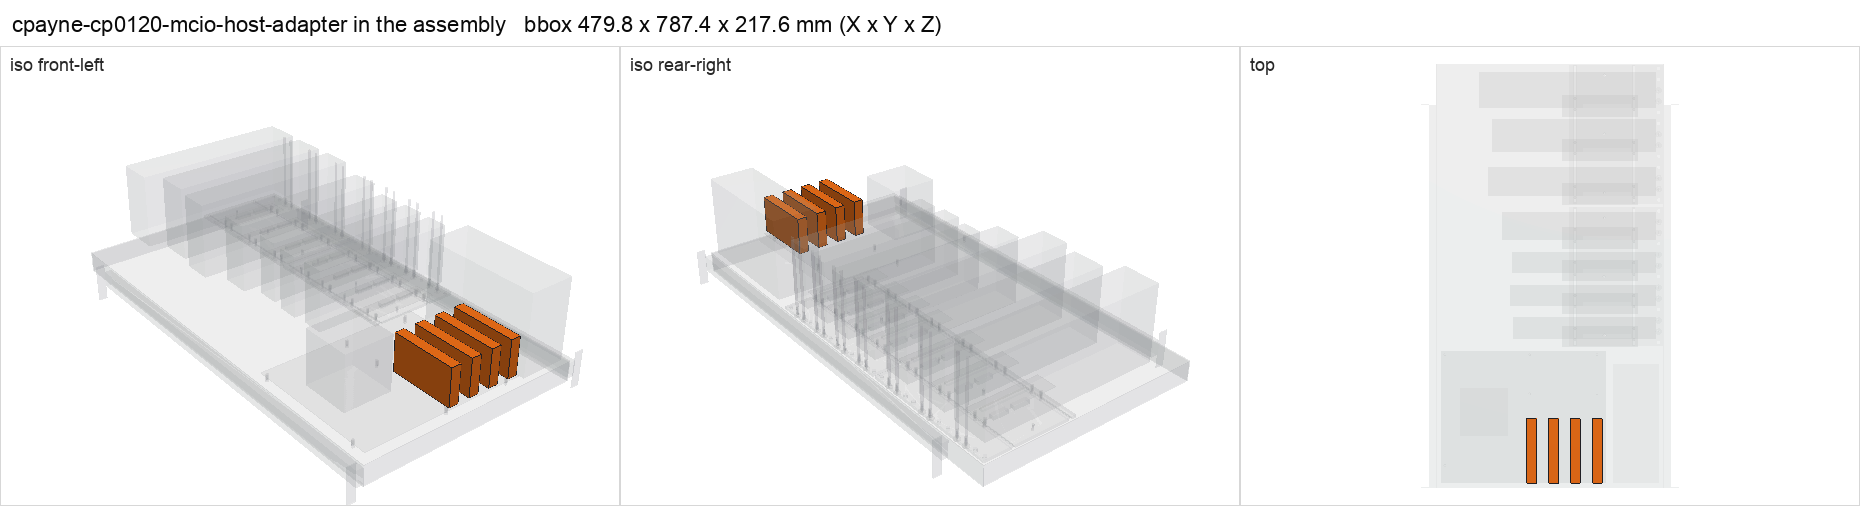 cpayne-cp0120-mcio-host-adapter in the assembly   bbox 479.8 x 787.4 x 217.6 mm (X x Y x Z)
iso front-left
iso rear-right
top